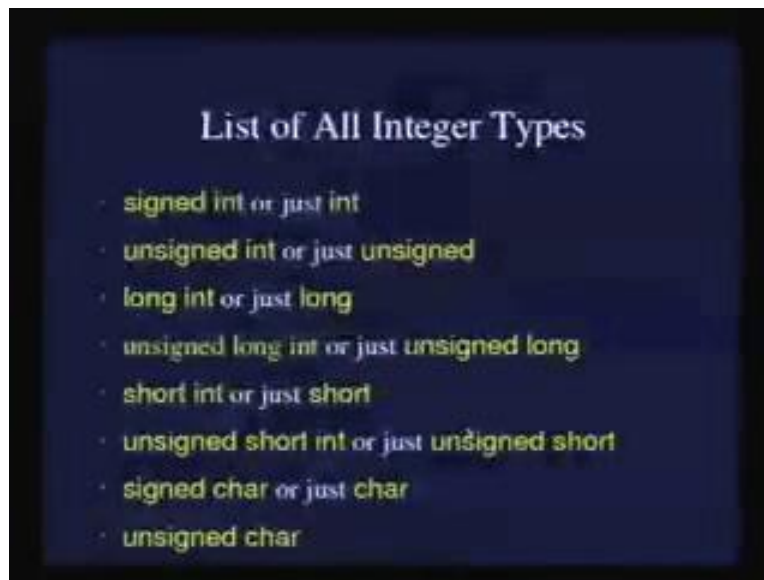 List of All Integer Types
signed int or just int
unsigned int or just unsigned
long int or just long
unsigned long int or just unsigned long
short int or just short
unsigned short int or just unsigned short
signed char or just char
unsigned char